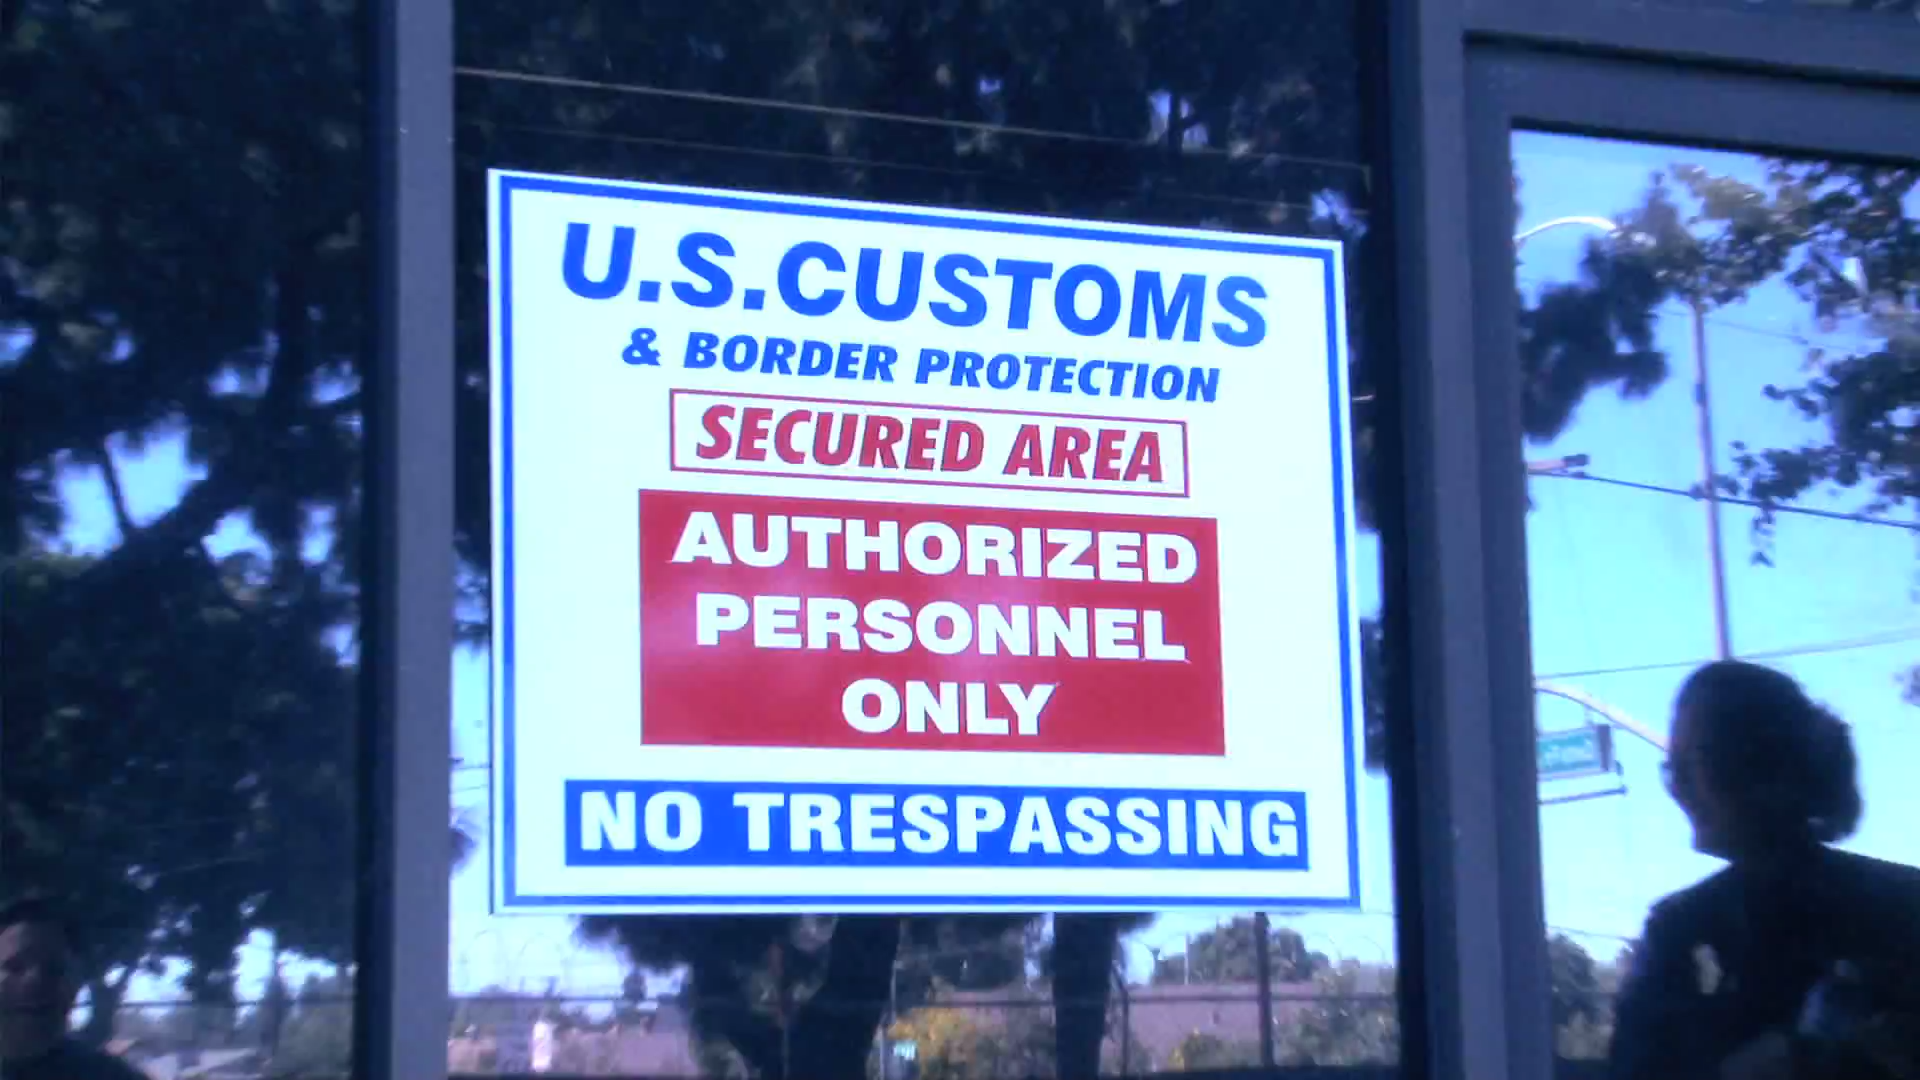 U.S.CUSTOMS
& BORDER PROTECTION
SECURED AREA
AUTHORIZED
PERSONNEL
ONLY
NO TRESPASSING